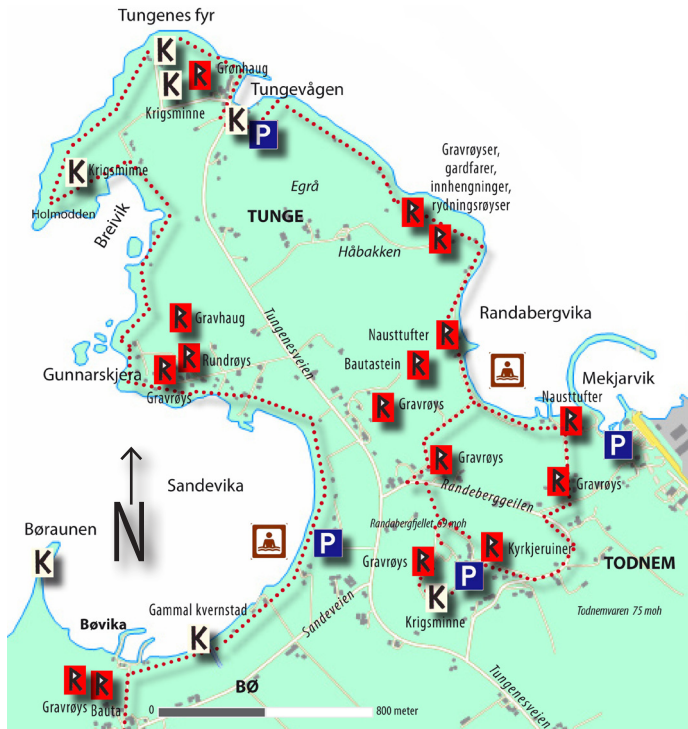 Tungenes fyr
K
K
R
Grønhaug
Krigsminne
Tungevågen
K
P
K
Krigsminne
Holmodden
Breivik
Egrå
TUNGE
Gravrøyser,
gardfarer,
innhengninger,
rydningsrøyser
R
R
Håbakken
Tungenesveien
R
Gravhaug
R
Rundrøys
R
Gravrøys
Gunnarskjera
Randabergvika
R
Nausttufter
Bautastein
R
R
Gravrøys
Mekjarvik
Nausttufter
R
P
R
Gravrøys
R
Gravrøys
Randeberggeilen
Sandevika
N
P
Randabergfjellet 69 moh
R
Kyrkjeruiner
Gravrøys
R
P
K
Krigsminne
TODNEM
Todnemvaren 75 moh
Børaunen
K
Gammal kvernstad
K
Sandeveien
Bøvika
R
R
Gravrøys
Bauta
BØ
Tungenesveien
0
800 meter